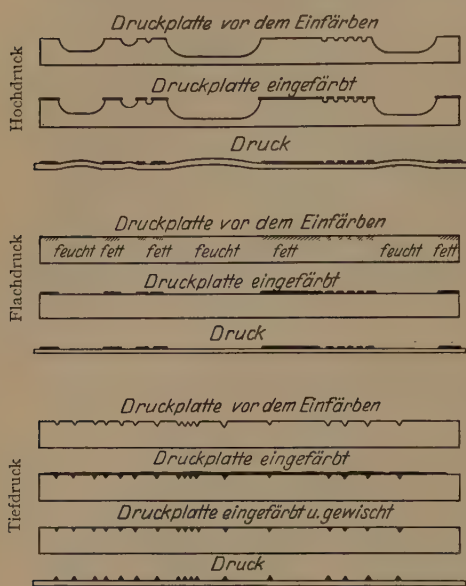 Hochdruck
Druckplatte vor dem Einfärben
Druckplatte eingefärbt
Druck
Flachdruck
Druckplatte vor dem Einfärben
feucht fett fett feucht fett feucht fett
Druckplatte eingefärbt
Druck
Tiefdruck
Druckplatte vor dem Einfärben
Druckplatte eingefärbt
Druckplatte eingefärbt u. gewischt
Druck